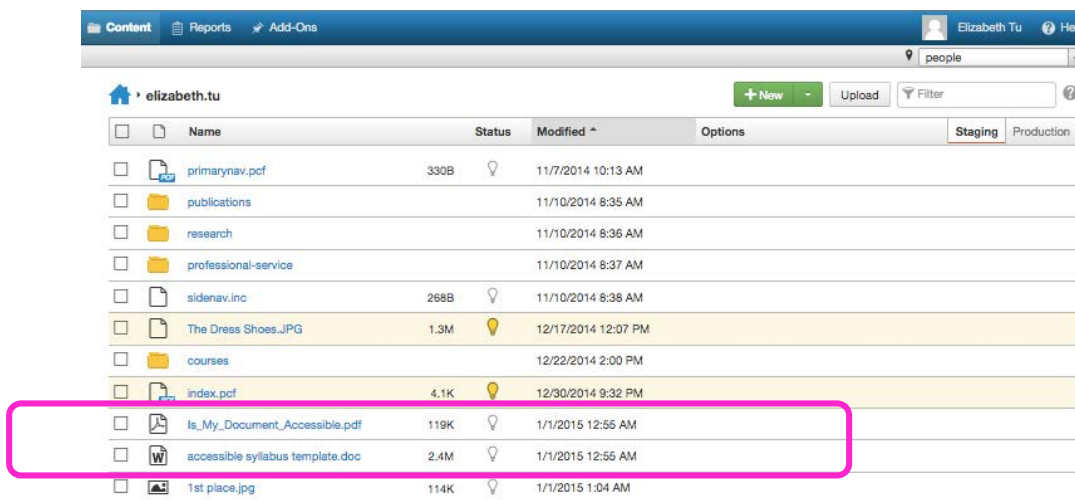 Content Reports Add-Ons Elizabeth Tu He
people
elizabeth.tu + New Upload Filter
Name Status Modified Options Staging Production
primarynav.pcf 330B 11/7/2014 10:13 AM
publications 11/10/2014 8:35 AM
research 11/10/2014 8:36 AM
professional-service 11/10/2014 8:37 AM
sidenav.inc 268B 11/10/2014 8:38 AM
The Dress Shoes.JPG 1.3M 12/17/2014 12:07 PM
courses 12/22/2014 2:00 PM
index.pcf 4.1K 12/30/2014 9:32 PM
Is_My_Document_Accessible.pdf 119K 1/1/2015 12:55 AM
accessible syllabus template.doc 2.4M 1/1/2015 12:55 AM
1st place.jpg 114K 1/1/2015 1:04 AM